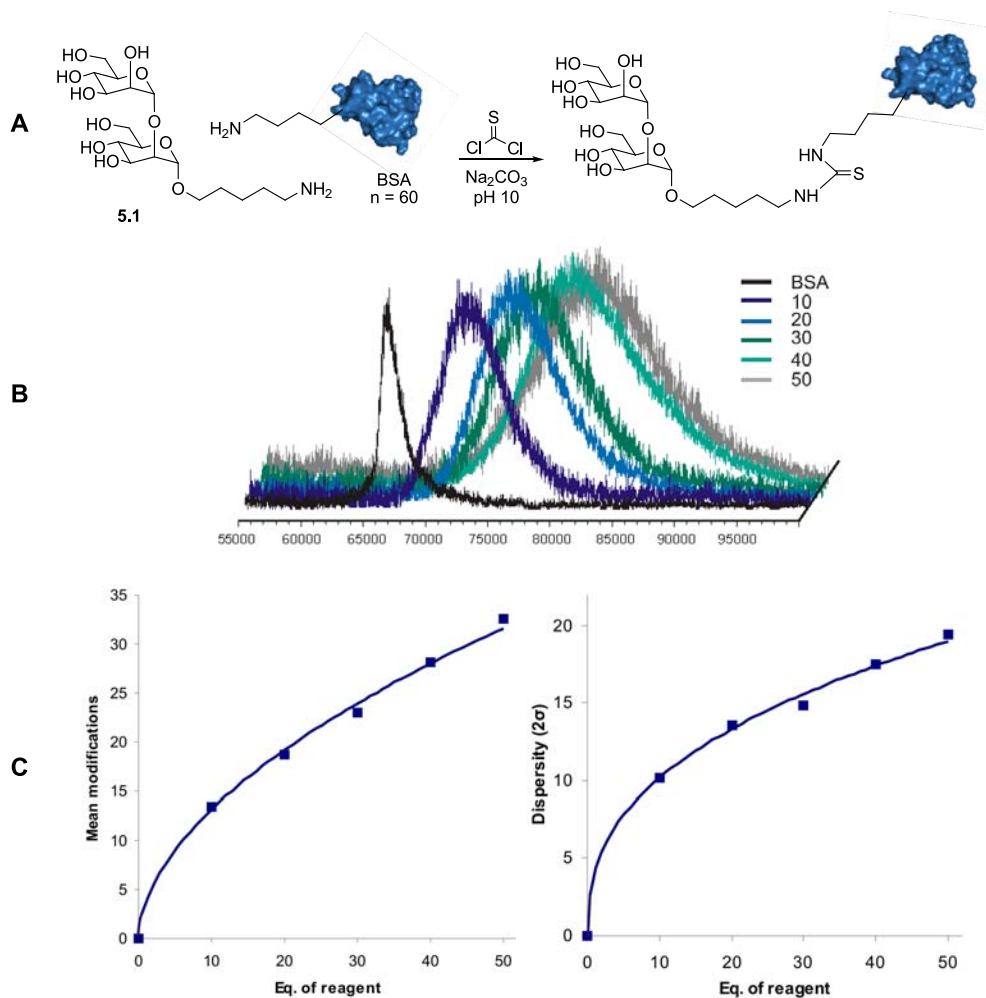 A
HO OH
HO O
HO
O
HO
HO O
HO
O
NH₂
5.1
H₂N
BSA
n = 60
S
Cl Cl
Na₂CO₃
pH 10
HO OH
HO O
HO
O
HO
HO O
HO
O
HN
S
NH
B
BSA
10
20
30
40
50
55000 60000 65000 70000 75000 80000 85000 90000 95000
C
Mean modifications
35
30
25
20
15
10
5
0
0 10 20 30 40 50
Eq. of reagent
Dispersity (2σ)
20
15
10
5
0
0 10 20 30 40 50
Eq. of reagent